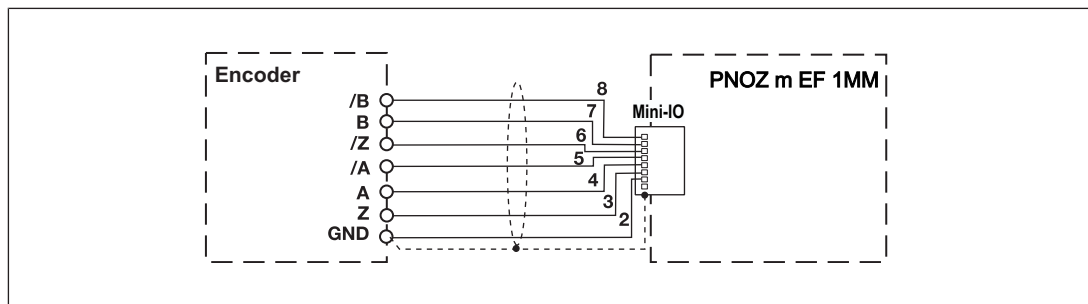 Encoder
PNOZ m EF 1MM
Mini-IO
/B
8
B
7
/Z
6
/A
5
A
4
Z
3
GND
2